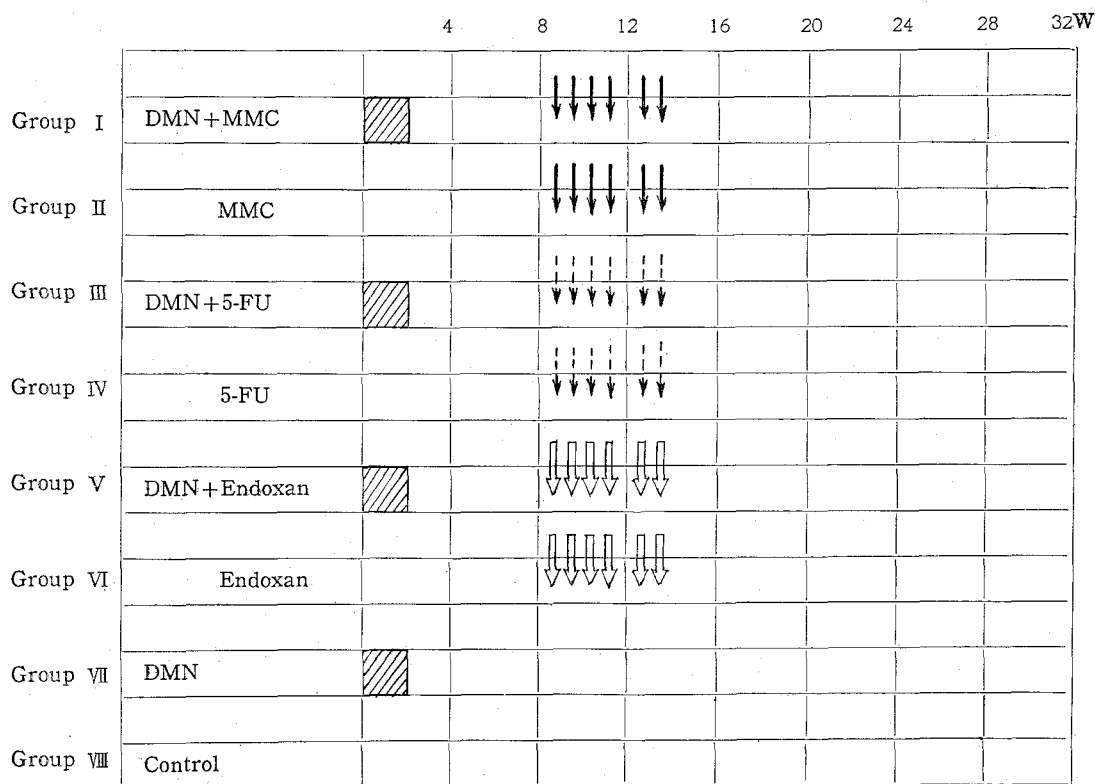 4 8 12 16 20 24 28 32W
Group Ⅰ DMN+MMC
Group Ⅱ MMC
Group Ⅲ DMN+5-FU
Group Ⅳ 5-FU
Group Ⅴ DMN+Endoxan
Group Ⅵ Endoxan
Group Ⅶ DMN
Group Ⅷ Control